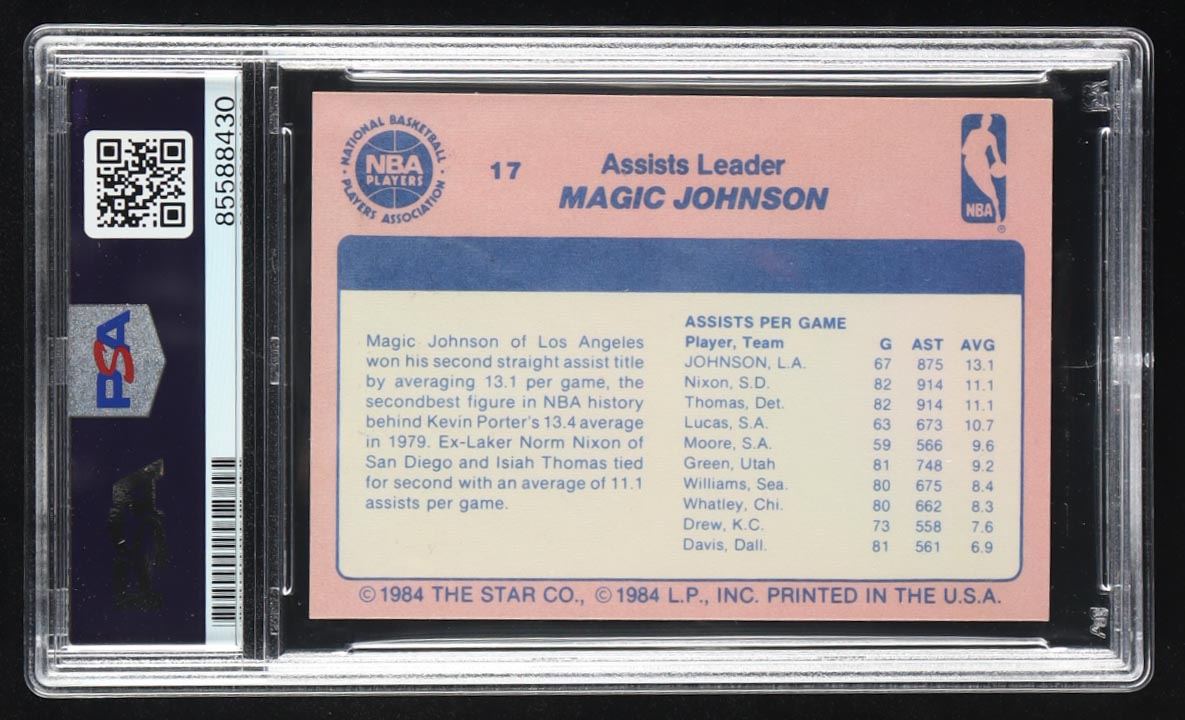 85588430
PSA
NATIONAL BASKETBALL
NBA
PLAYERS
PLAYERS ASSOCIATION
17
Assists Leader
MAGIC JOHNSON
NBA
®
Magic Johnson of Los Angeles
won his second straight assist title
by averaging 13.1 per game, the
secondbest figure in NBA history
behind Kevin Porter's 13.4 average
in 1979. Ex-Laker Norm Nixon of
San Diego and Isiah Thomas tied
for second with an average of 11.1
assists per game.
ASSISTS PER GAME
Player, Team G AST AVG
JOHNSON, L.A. 67 875 13.1
Nixon, S.D. 82 914 11.1
Thomas, Det. 82 914 11.1
Lucas, S.A. 63 673 10.7
Moore, S.A. 59 566 9.6
Green, Utah 81 748 9.2
Williams, Sea. 80 675 8.4
Whatley, Chi. 80 662 8.3
Drew, K.C. 73 558 7.6
Davis, Dall. 81 561 6.9
© 1984 THE STAR CO., © 1984 L.P., INC. PRINTED IN THE U.S.A.